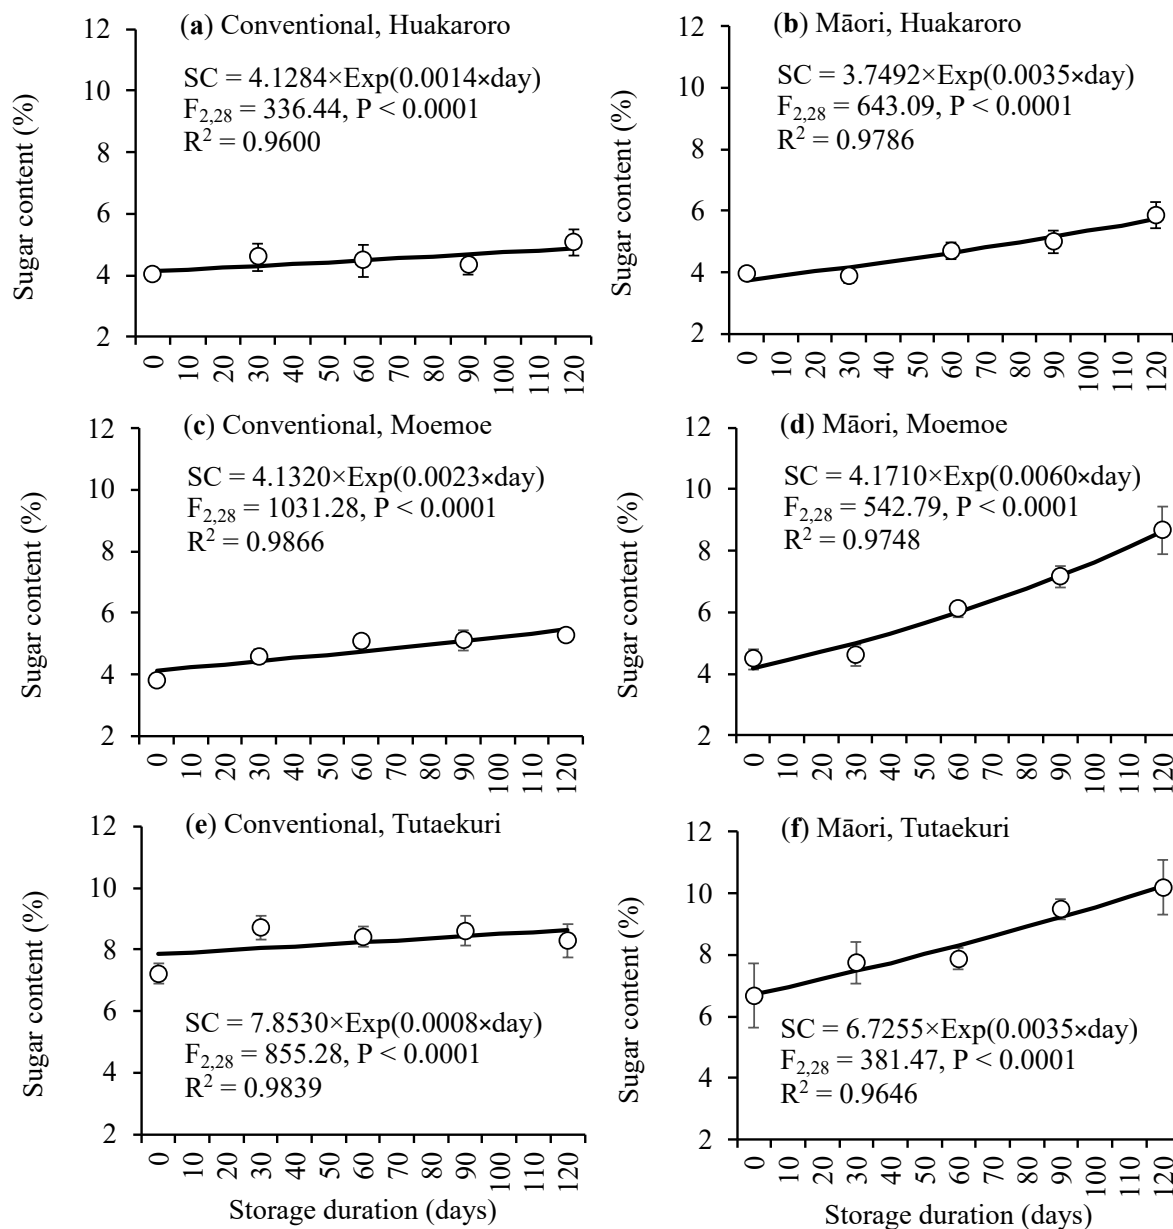 (a) Conventional, Huakaroro
SC = 4.1284×Exp(0.0014×day)
F2,28 = 336.44, P < 0.0001
R2 = 0.9600
Sugar content (%)
12
10
8
6
4
2
0 10 20 30 40 50 60 70 80 90 100 110 120
(b) Māori, Huakaroro
SC = 3.7492×Exp(0.0035×day)
F2,28 = 643.09, P < 0.0001
R2 = 0.9786
Sugar content (%)
12
10
8
6
4
2
0 10 20 30 40 50 60 70 80 90 100 110 120
(c) Conventional, Moemoe
SC = 4.1320×Exp(0.0023×day)
F2,28 = 1031.28, P < 0.0001
R2 = 0.9866
Sugar content (%)
12
10
8
6
4
2
0 10 20 30 40 50 60 70 80 90 100 110 120
(d) Māori, Moemoe
SC = 4.1710×Exp(0.0060×day)
F2,28 = 542.79, P < 0.0001
R2 = 0.9748
Sugar content (%)
12
10
8
6
4
2
0 10 20 30 40 50 60 70 80 90 100 110 120
(e) Conventional, Tutaekuri
SC = 7.8530×Exp(0.0008×day)
F2,28 = 855.28, P < 0.0001
R2 = 0.9839
Sugar content (%)
12
10
8
6
4
2
0 10 20 30 40 50 60 70 80 90 100 110 120
Storage duration (days)
(f) Māori, Tutaekuri
SC = 6.7255×Exp(0.0035×day)
F2,28 = 381.47, P < 0.0001
R2 = 0.9646
Sugar content (%)
12
10
8
6
4
2
0 10 20 30 40 50 60 70 80 90 100 110 120
Storage duration (days)